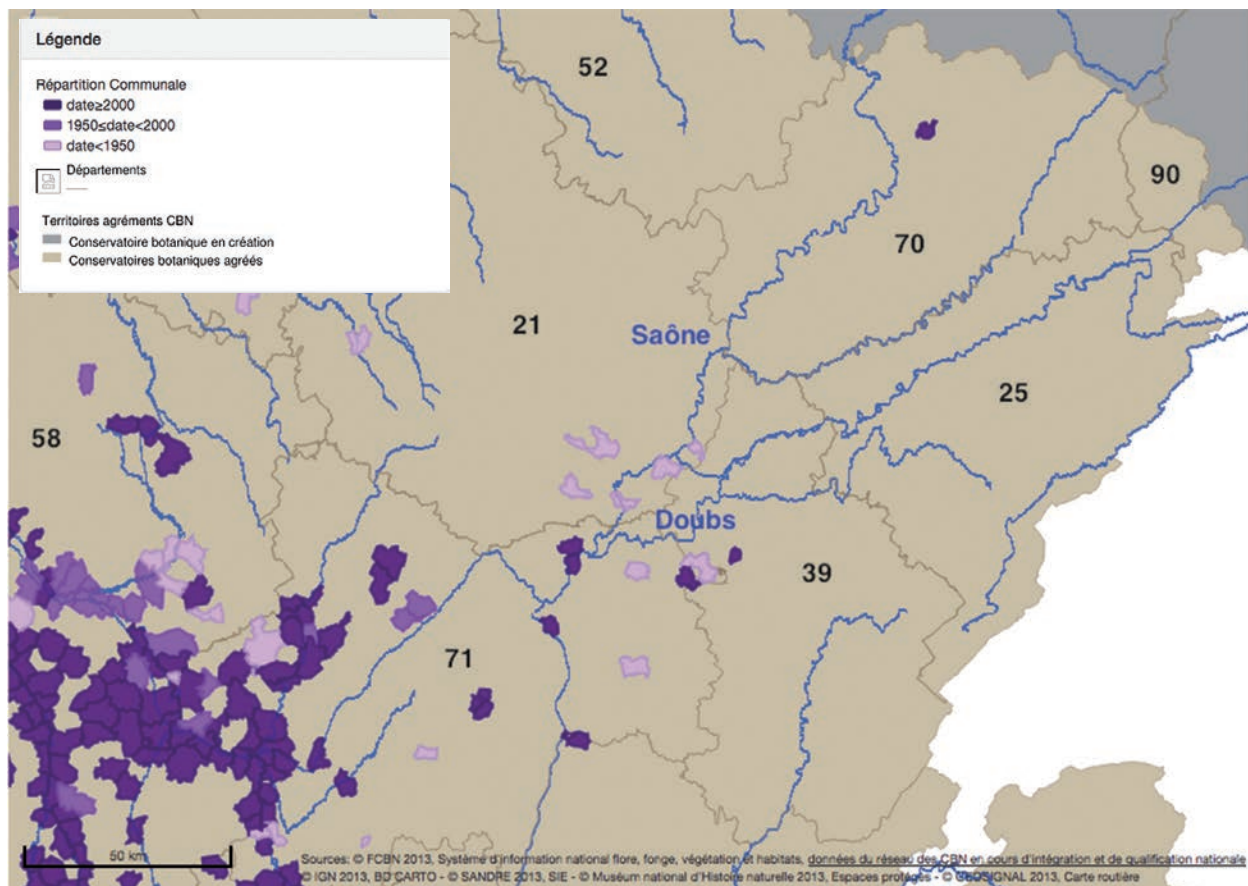 Légende
Répartition Communale
date≥2000
1950≤date<2000
date<1950
Départements
Territoires agréments CBN
Conservatoire botanique en création
Conservatoires botaniques agréés
52
90
70
21
Saône
25
58
Doubs
39
71
50 km
Sources: © FCBN 2013, Système d'information national flore, fonge, végétation et habitats, données du réseau des CBN en cours d'intégration et de qualification nationale
© IGN 2013, BD CARTO - © SANDRE 2013, SIE - © Muséum national d'Histoire naturelle 2013, Espaces protégés - © GEOSIGNAL 2013, Carte routière